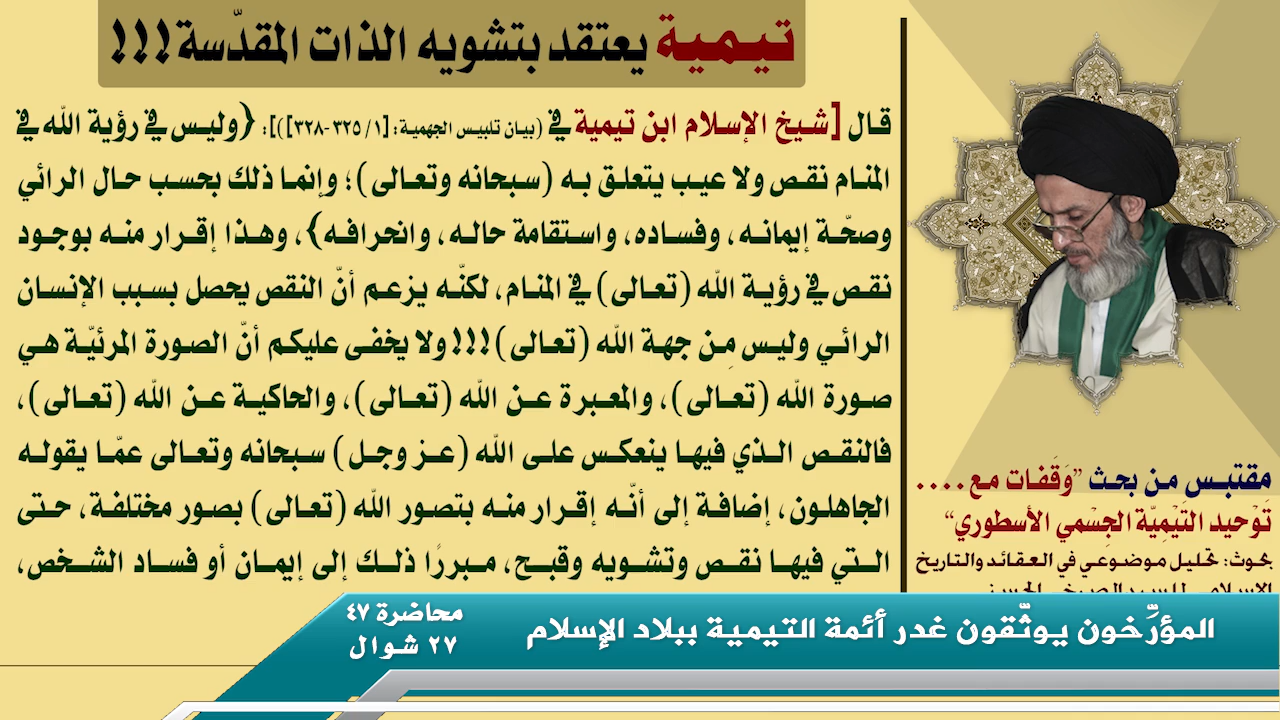 تيمية يعتقد بتشويه الذات المقدّسة!!!
قال [شيخ الإسلام ابن تيمية في (بيان تلبيس الجهمية: [١/ ٣٢٥-٣٢٨])]: {وليس في رؤية الله في
المنام نقص ولا عيب يتعلق به (سبحانه وتعالى)؛ وإنما ذلك بحسب حال الرائي
وصحّة إيمانه، وفساده، واستقامة حاله، وانحرافه}، وهذا إقرار منه بوجود
نقص في رؤية الله (تعالى) في المنام، لكنّه يزعم أنّ النقص يحصل بسبب الإنسان
الرائي وليس مِن جهة الله (تعالى)!!! ولا يخفى عليكم أنّ الصورة المرئيّة هي
صورة الله (تعالى)، والمعبرة عن الله (تعالى)، والحاكية عن الله (تعالى)،
فالنقص الذي فيها ينعكس على الله (عز وجل) سبحانه وتعالى عمّا يقوله
الجاهلون، إضافة إلى أنّه إقرار منه بتصور الله (تعالى) بصور مختلفة، حتى
التي فيها نقص وتشويه وقبح، مبررًا ذلك إلى إيمان أو فساد الشخص،
مقتبس من بحث "وَقَفات مع ....
تَوْحيد التَيْمِيّة الجِسْمي الأسطوري"
بحوث: تحليل موضوعي في العقائد والتاريخ
الإسلامي للسيد الصرخي الحسني
المؤرِّخون يوثّقون غدر أئمة التيمية ببلاد الإسلام
محاضرة ٤٧
٢٧ شوال